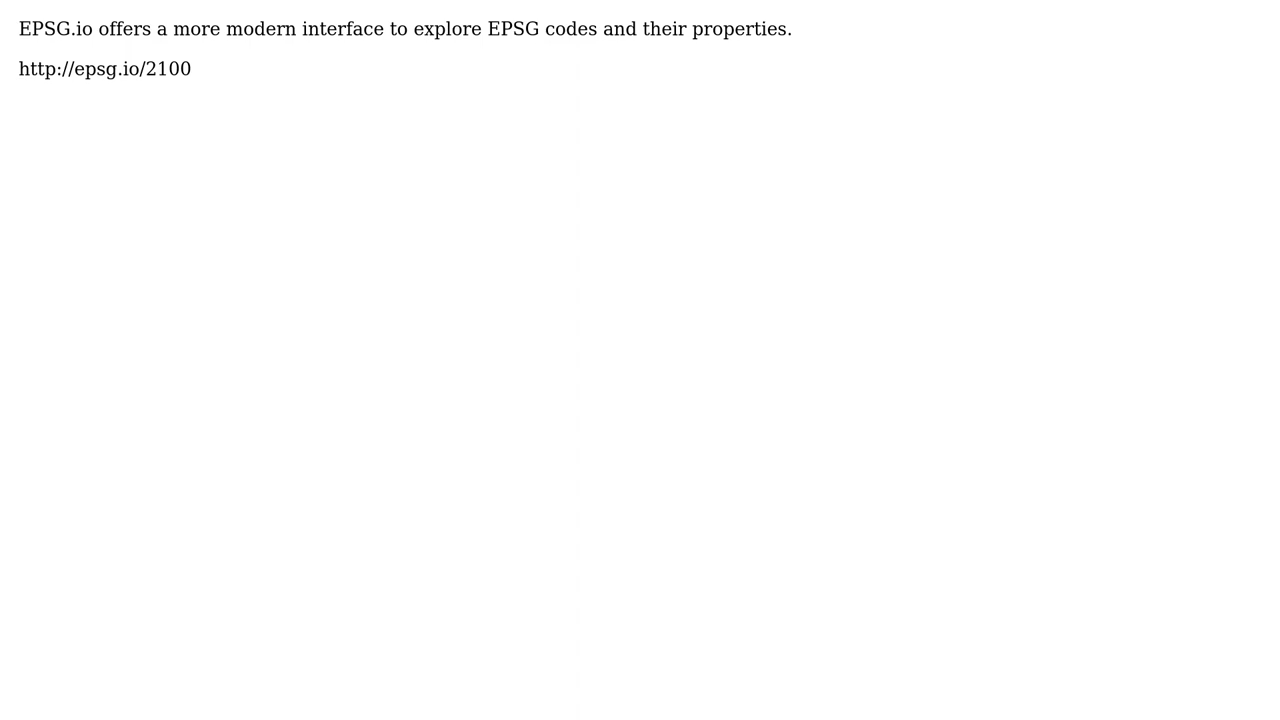 EPSG.io offers a more modern interface to explore EPSG codes and their properties.
http://epsg.io/2100